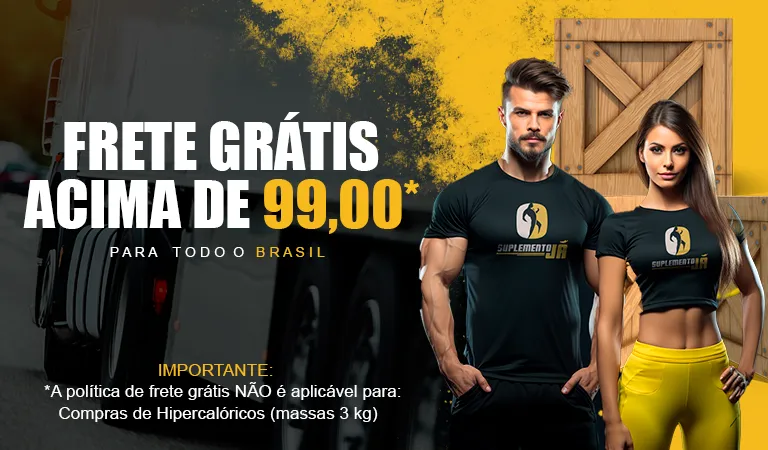 FRETE GRÁTIS
ACIMA DE 99,00*
PARA TODO O BRASIL
IMPORTANTE:
*A política de frete grátis NÃO é aplicável para:
Compras de Hipercalóricos (massas 3 kg)
SUPLEMENTO
JÁ
SUPLEMENTO
JÁ